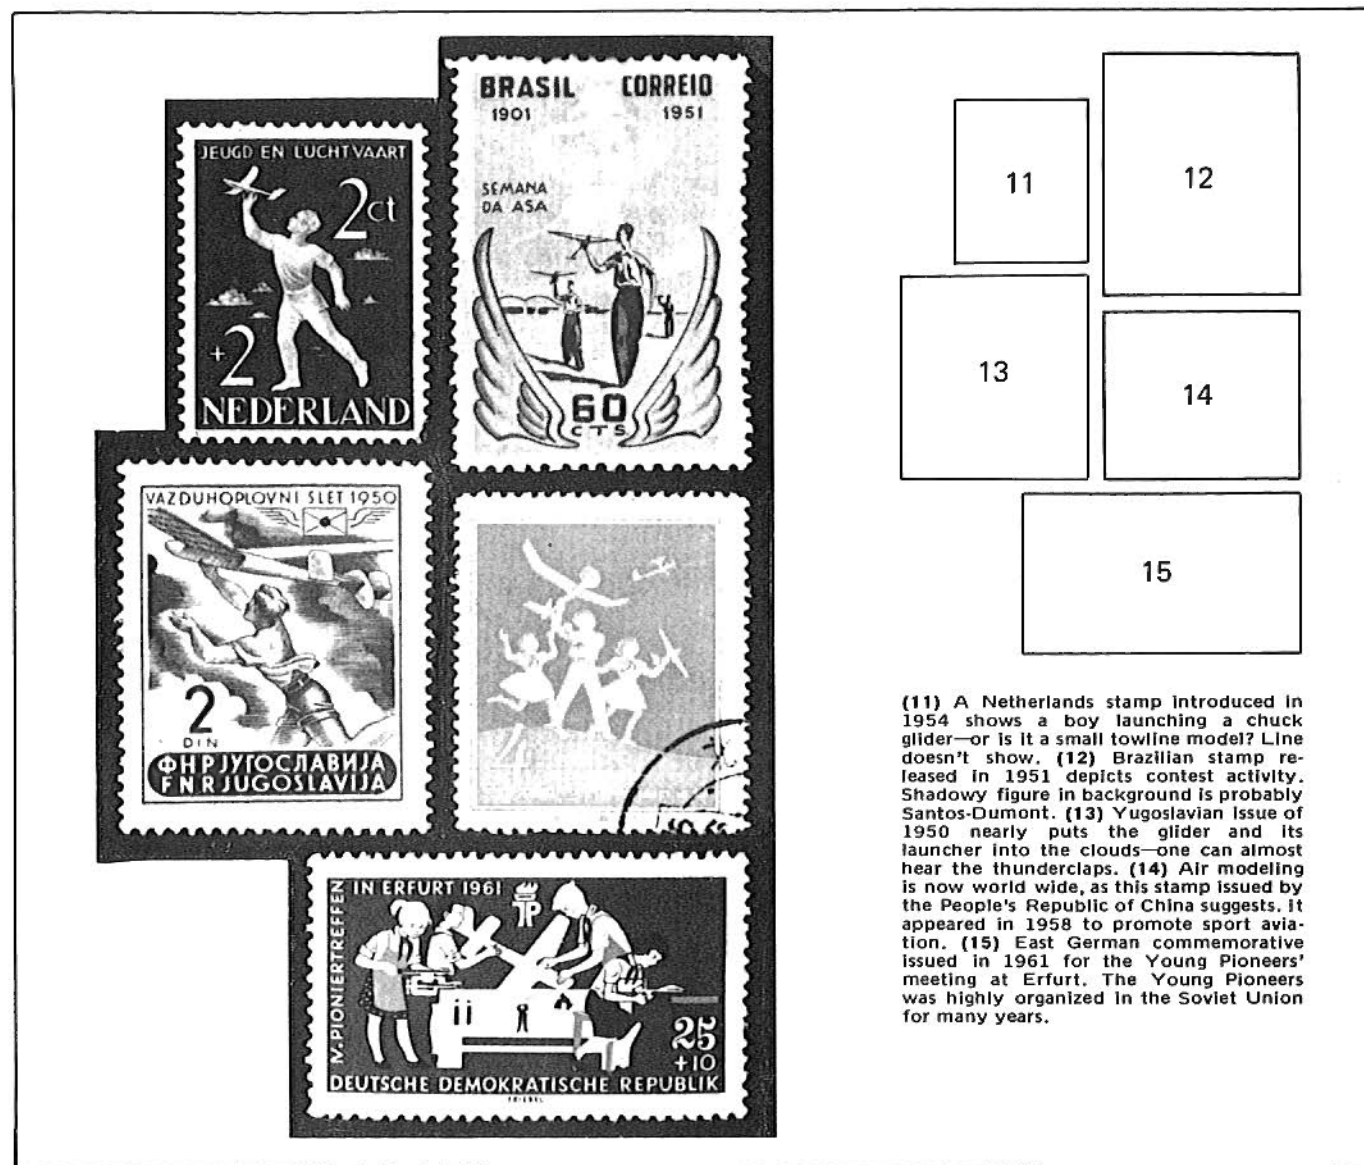 JEUGD EN LUCHTVAART
2ct
+2
NEDERLAND
BRASIL CORREIO
1901 1951
SEMANA
DA ASA
60
CTS
VAZDUHOPLOVNI SLET 1950
2
DIN
ФНРЈУГОСЛАВИЈА
FNRJUGOSLAVIJA
IV. PIONIERTREFFEN
IN ERFURT 1961
JP
25
+10
DEUTSCHE DEMOKRATISCHE REPUBLIK
11
12
13
14
15
(11) A Netherlands stamp introduced in
1954 shows a boy launching a chuck
glider—or is it a small towline model? Line
doesn't show. (12) Brazilian stamp re-
leased in 1951 depicts contest activity.
Shadowy figure in background is probably
Santos-Dumont. (13) Yugoslavian issue of
1950 nearly puts the glider and its
launcher into the clouds—one can almost
hear the thunderclaps. (14) Air modeling
is now world wide, as this stamp issued by
the People's Republic of China suggests. It
appeared in 1958 to promote sport avia-
tion. (15) East German commemorative
issued in 1961 for the Young Pioneers'
meeting at Erfurt. The Young Pioneers
was highly organized in the Soviet Union
for many years.